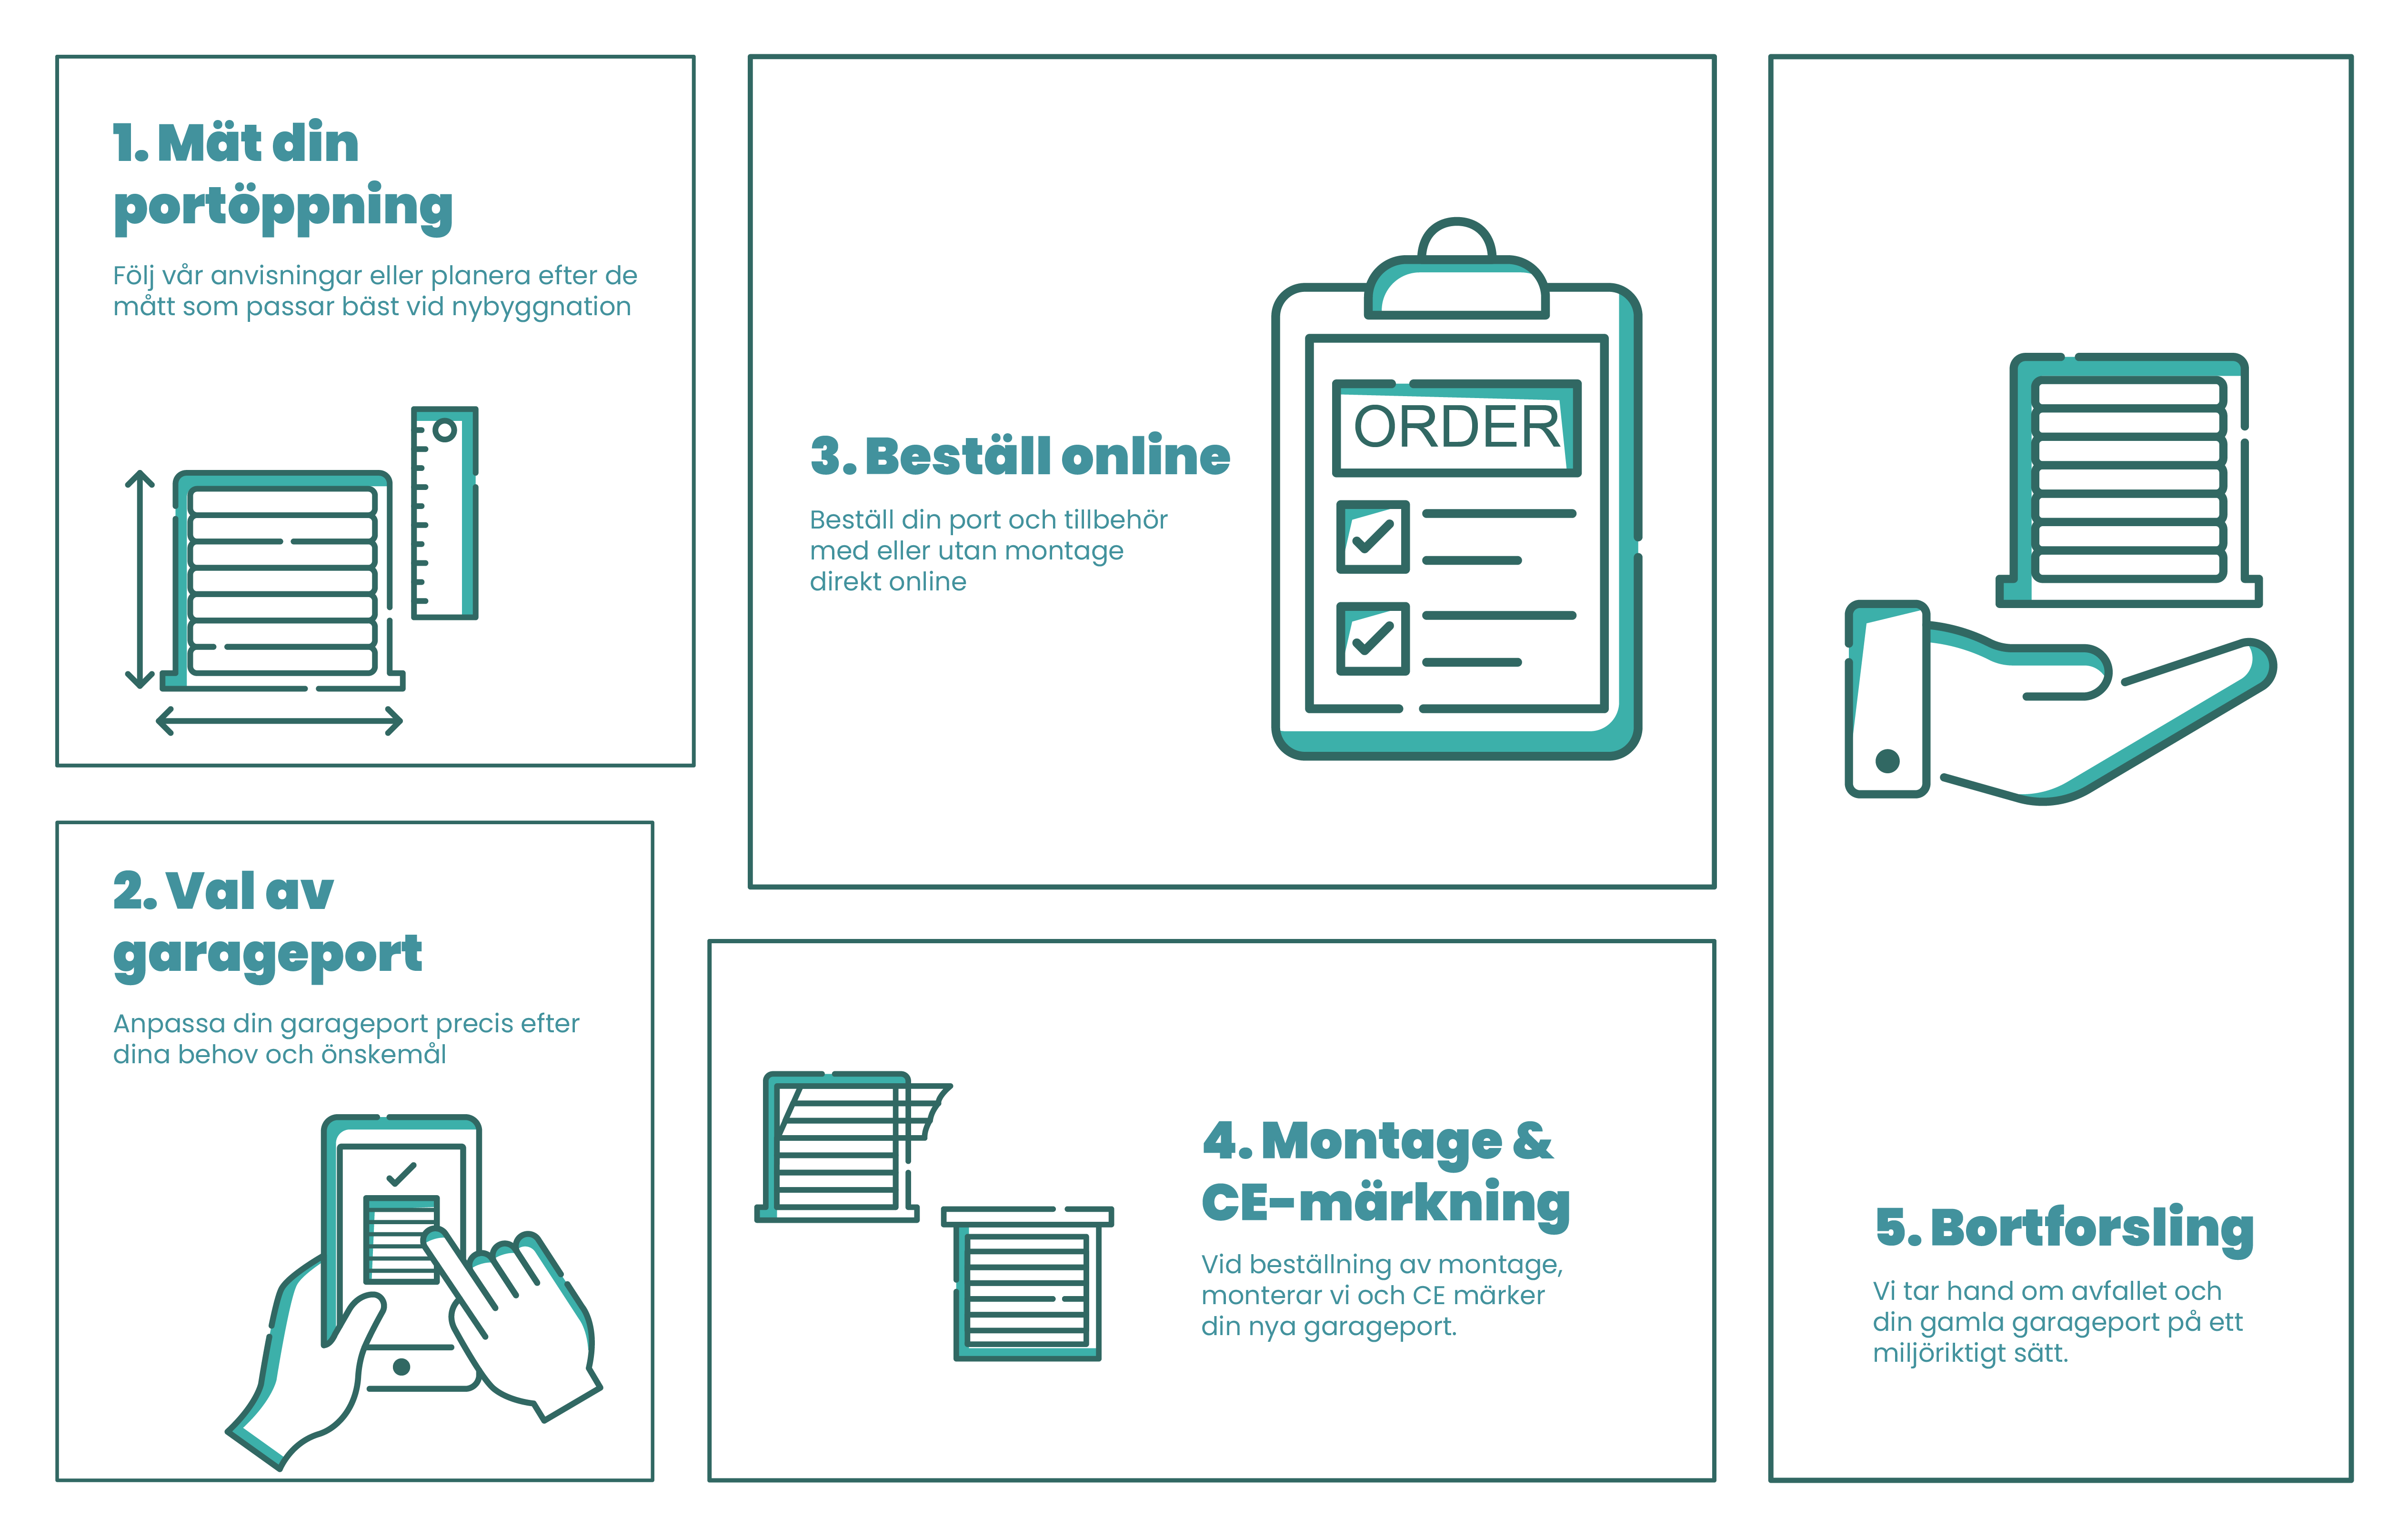 1. Mät din
portöppning
Följ vår anvisningar eller planera efter de
mått som passar bäst vid nybyggnation
2. Val av
garageport
Anpassa din garageport precis efter
dina behov och önskemål
3. Beställ online
Beställ din port och tillbehör
med eller utan montage
direkt online
ORDER
4. Montage &
CE-märkning
Vid beställning av montage,
monterar vi och CE märker
din nya garageport.
5. Bortforsling
Vi tar hand om avfallet och
din gamla garageport på ett
miljöriktigt sätt.